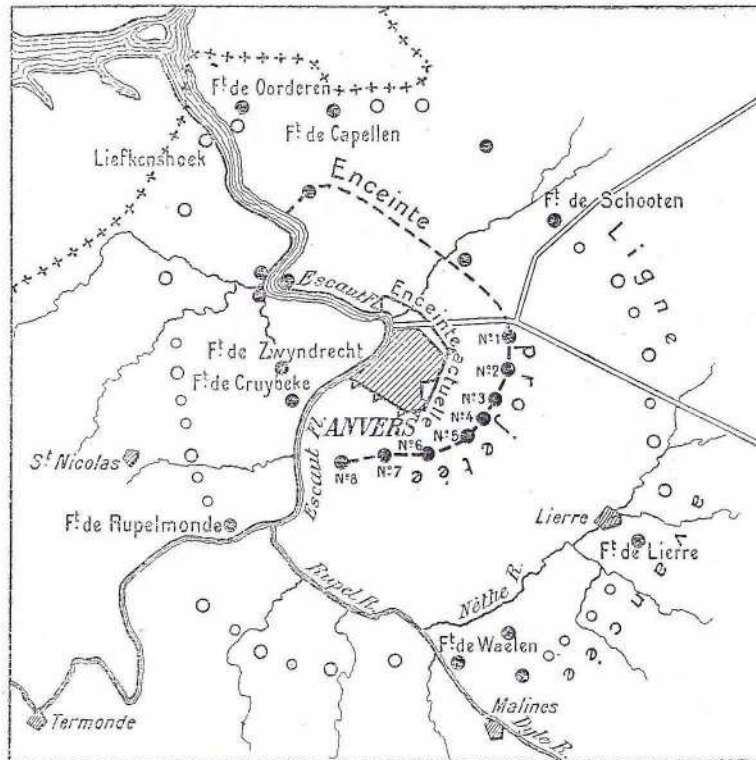 Fᵗ de Oorderen
Fᵗ de Capellen
Liefkenshoek
Enceinte
Fᵗ de Schooten
Ligne
Escaut Fl.
Enceinte actuelle
Nº1
Fᵗ de Zwyndrecht
Nº2
Fᵗ de Cruybeke
Nº3
Projetée
Nº4
ANVERS
Nº5
Nº6
Nº7
Nº8
Sᵗ Nicolas
Escaut Fl.
Fᵗ de Rupelmonde
Lierre
Fᵗ de Lierre
avancée
Rupel R.
Nèthe R.
Fᵗ de Waelen
Malines
Termonde
Dyle R.